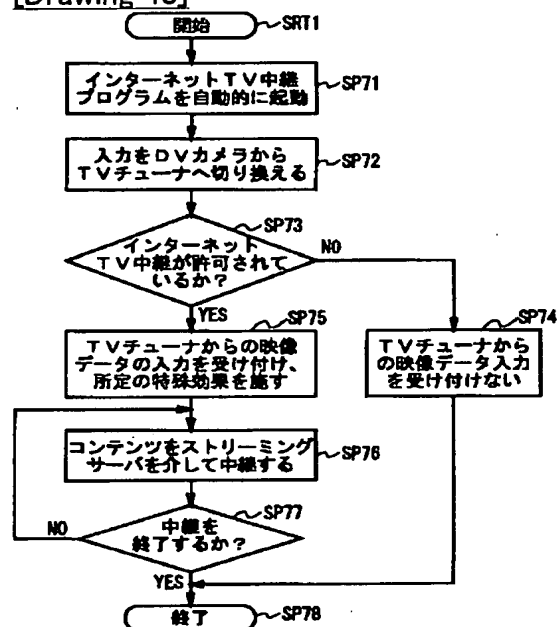 開始
SRT1
インターネットTV中継
プログラムを自動的に起動
SP71
入力をDVカメラから
TVチューナへ切り換える
SP72
SP73
インターネット
TV中継が許可されて
いるか?
NO
YES
SP75
TVチューナからの映像
データの入力を受け付け、
所定の特殊効果を施す
SP74
TVチューナから
の映像データ入力
を受け付けない
コンテンツをストリーミング
サーバを介して中継する
SP76
SP77
中継を
終了するか?
NO
YES
終了
SP78